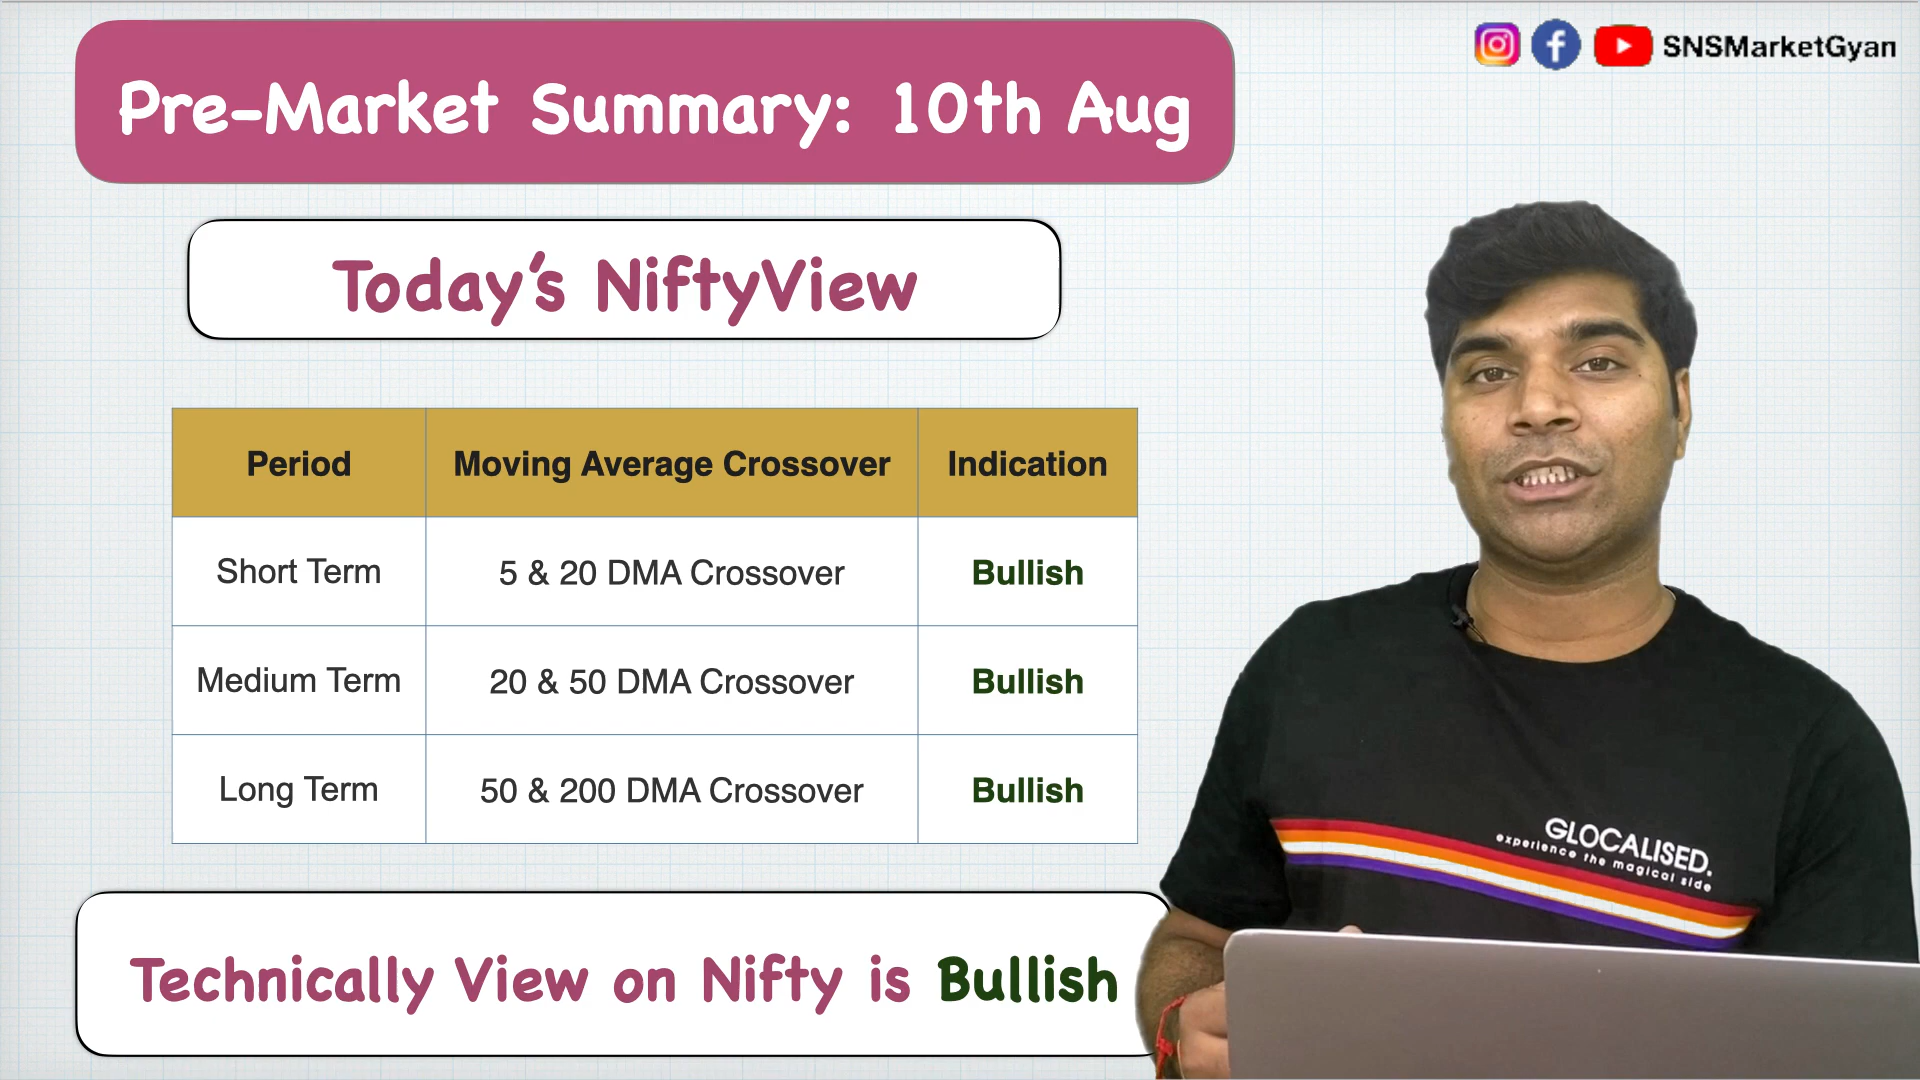 Pre-Market Summary: 10th Aug
SNSMarketGyan
Today's NiftyView
Period Moving Average Crossover Indication
Short Term 5 & 20 DMA Crossover Bullish
Medium Term 20 & 50 DMA Crossover Bullish
Long Term 50 & 200 DMA Crossover Bullish
Technically View on Nifty is Bullish
GLOCALISED.
experience the magical side